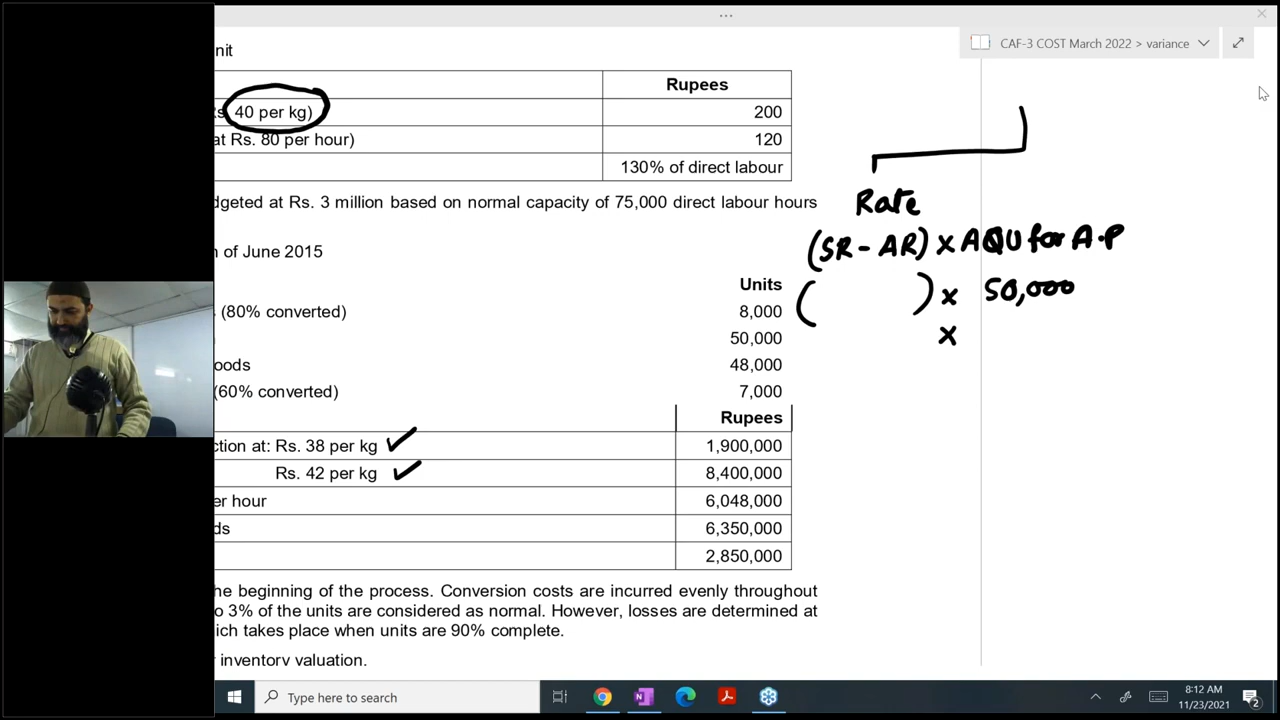 ...
CAF-3 COST March 2022 > variance
nit
Rupees
Rs. 40 per kg)
200
at Rs. 80 per hour)
120
130% of direct labour
dgeted at Rs. 3 million based on normal capacity of 75,000 direct labour hours
n of June 2015
Units
(80% converted)
8,000
50,000
oods
48,000
(60% converted)
7,000
Rupees
ction at: Rs. 38 per kg
1,900,000
Rs. 42 per kg
8,400,000
er hour
6,048,000
ds
6,350,000
2,850,000
he beginning of the process. Conversion costs are incurred evenly throughout
o 3% of the units are considered as normal. However, losses are determined at
ich takes place when units are 90% complete.
r inventory valuation.
Rate
(SR - AR) × AQU for A.P
( ) × 50,000
×
Type here to search
8:12 AM
11/23/2021
2